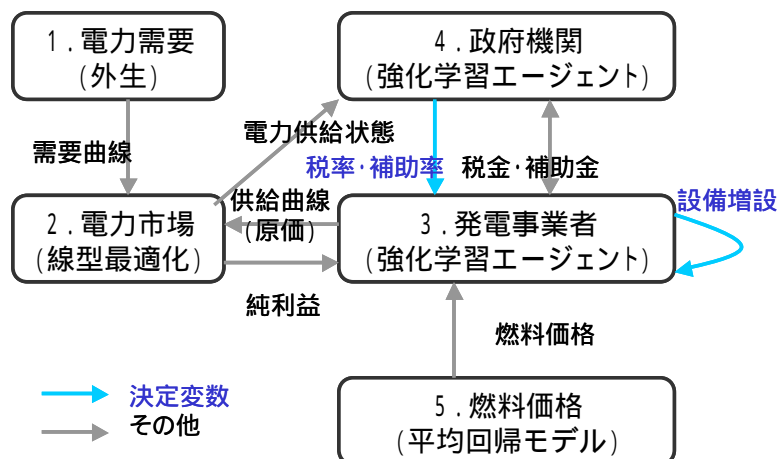 1．電力需要
(外生)
4．政府機関
(強化学習エージェント)
需要曲線
電力供給状態
税率･補助率
税金･補助金
2．電力市場
(線型最適化)
供給曲線
(原価)
3．発電事業者
(強化学習エージェント)
設備増設
純利益
燃料価格
決定変数
その他
5．燃料価格
(平均回帰モデル)